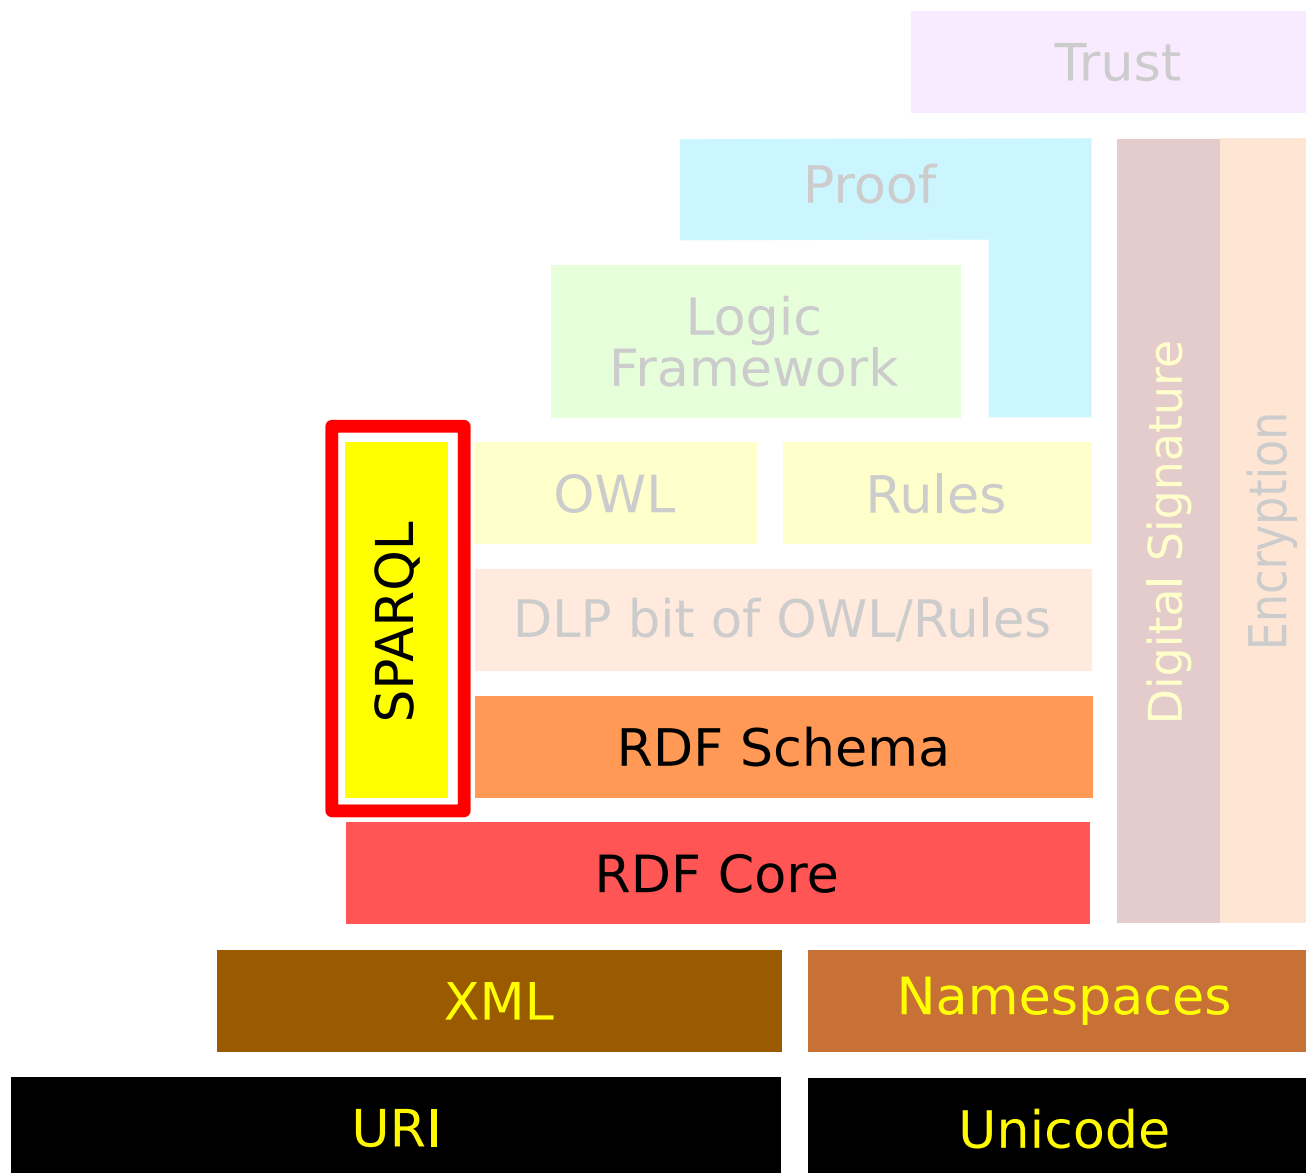 Trust
Proof
Logic
Framework
SPARQL
OWL
Rules
DLP bit of OWL/Rules
RDF Schema
RDF Core
Digital Signature
Encryption
XML
Namespaces
URI
Unicode